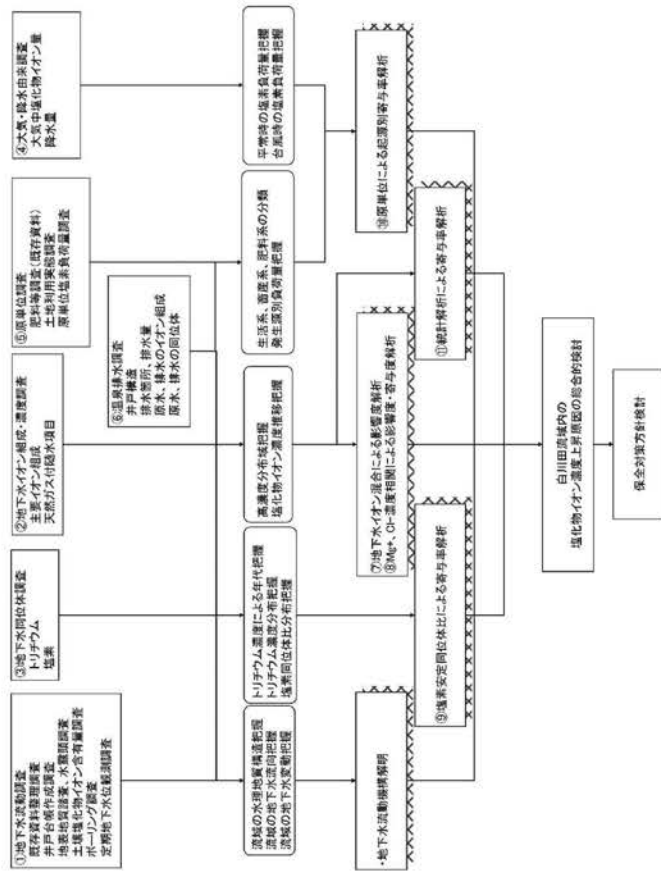 ①地下水流動調査
既存資料整理調査
井戸台帳作成調査
地表地質踏査、水露頭調査
土壌塩化物イオン含有量調査
ボーリング調査
定期地下水位観測調査
③地下水同位体調査
トリチウム
塩素
②地下水イオン組成・濃度調査
主要イオン組成
天然ガス付随水項目
⑤原単位調査
肥料等調査(既存資料)
土地利用実態調査
原単位塩素負荷量調査
④大気・降水由来調査
大気中塩化物イオン量
降水量
⑥温泉排水調査
井戸構造
排水箇所、排水量
原水、排水のイオン組成
原水、排水の同位体
流域の水理地質構造把握
流域の地下水流向把握
流域の地下水変動把握
トリチウム濃度による年代把握
トリチウム濃度分布把握
塩素同位体比分布把握
高濃度分布域把握
塩化物イオン濃度推移把握
生活系、畜産系、肥料系の分類
発生源別負荷量把握
平常時の塩素負荷量把握
台風時の塩素負荷量把握
・地下水流動機構解明
⑦地下水イオン混合による影響度解析
⑧Mg+、Cl-濃度相関による影響度・寄与度解析
⑩原単位による起源別寄与率解析
⑨塩素安定同位体比による寄与率解析
⑪統計解析による寄与率解析
白川田流域内の
塩化物イオン濃度上昇原因の総合的検討
保全対策方針検討